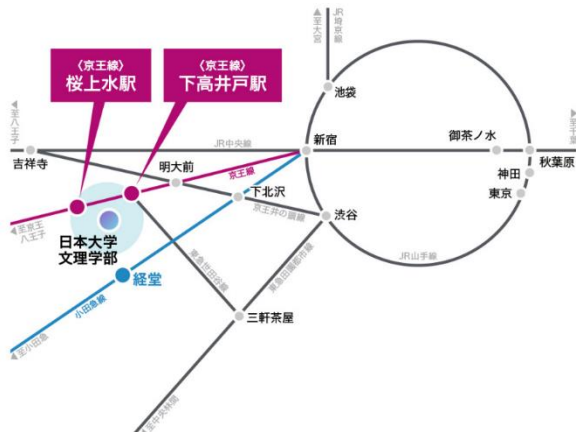 ▲至大宮
JR埼京線
〈京王線〉
桜上水駅
〈京王線〉
下高井戸駅
池袋
▲至八王子
JR中央線
新宿
御茶ノ水
▲至千葉
吉祥寺
明大前
京王線
秋葉原
神田
下北沢
東京
京王井の頭線
渋谷
▲至京王
八王子
日本大学
文理学部
東急世田谷線
東急田園都市線
JR山手線
経堂
小田急線
三軒茶屋
▲至小田急
▲至中央林間